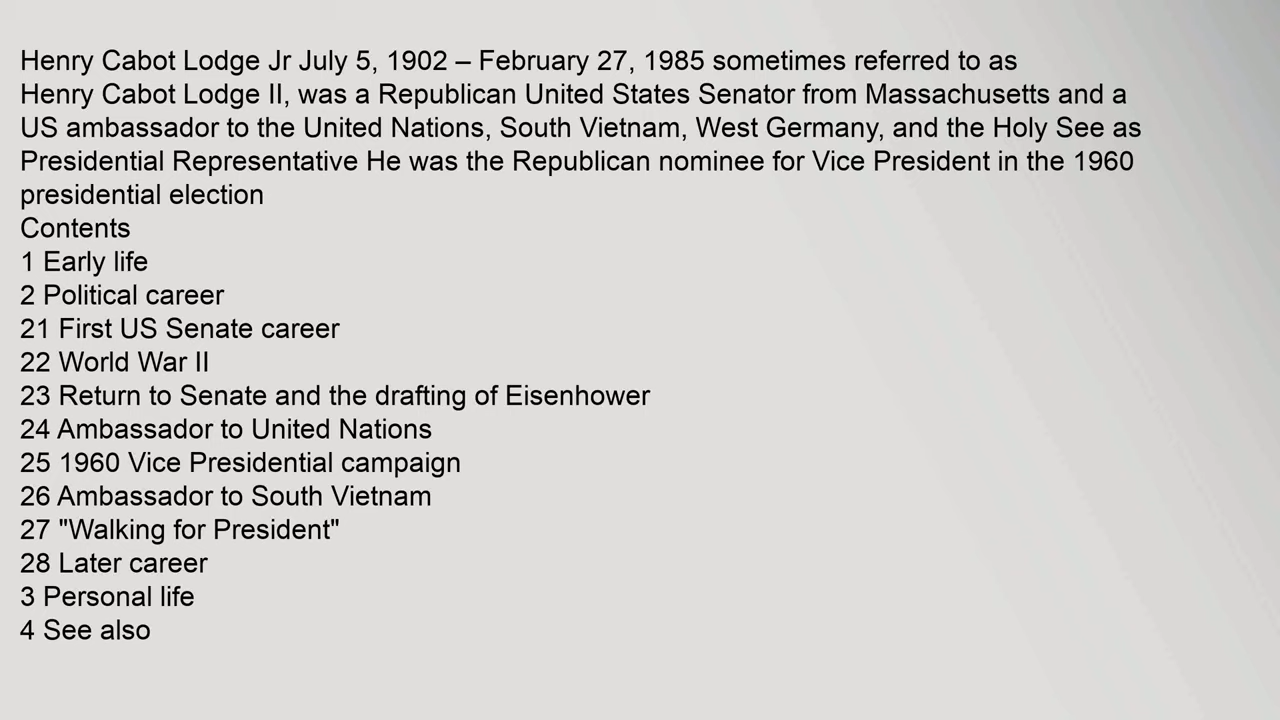 Henry Cabot Lodge Jr July 5, 1902 – February 27, 1985 sometimes referred to as
Henry Cabot Lodge II, was a Republican United States Senator from Massachusetts and a
US ambassador to the United Nations, South Vietnam, West Germany, and the Holy See as
Presidential Representative He was the Republican nominee for Vice President in the 1960
presidential election
Contents
1 Early life
2 Political career
21 First US Senate career
22 World War II
23 Return to Senate and the drafting of Eisenhower
24 Ambassador to United Nations
25 1960 Vice Presidential campaign
26 Ambassador to South Vietnam
27 "Walking for President"
28 Later career
3 Personal life
4 See also